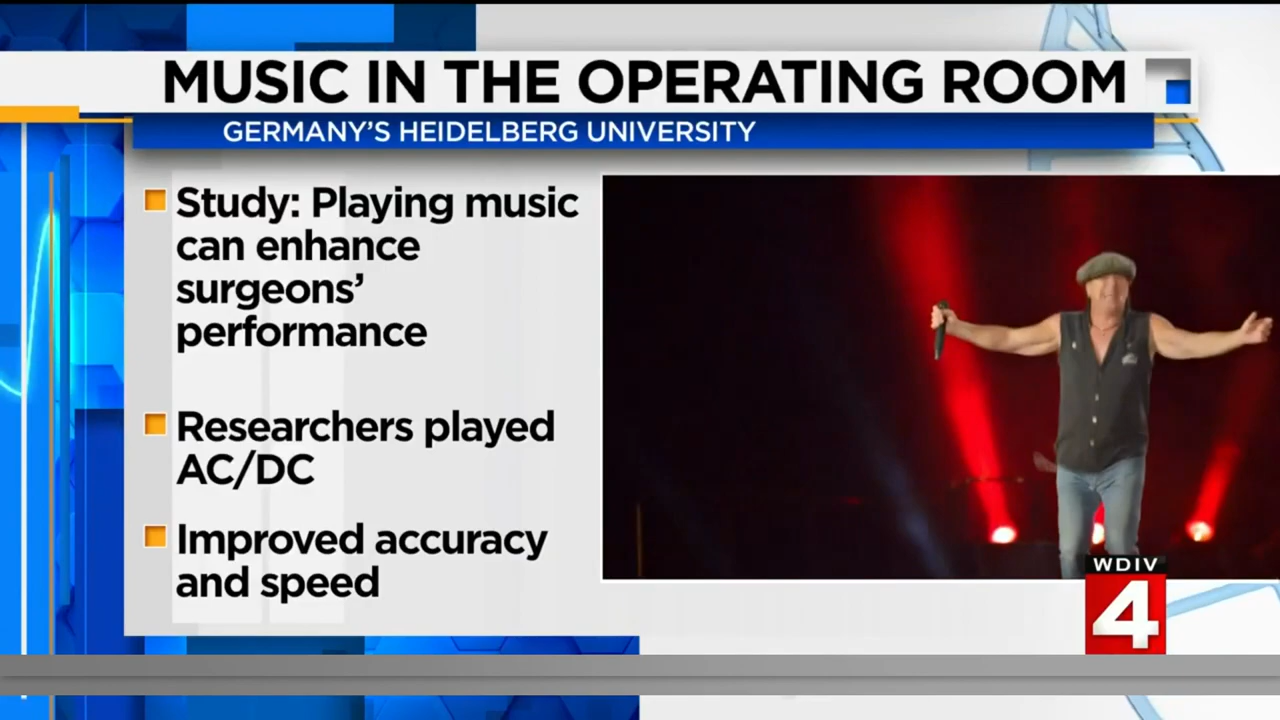 MUSIC IN THE OPERATING ROOM
GERMANY'S HEIDELBERG UNIVERSITY
Study: Playing music
can enhance
surgeons'
performance
Researchers played
AC/DC
Improved accuracy
and speed
WDIV
4